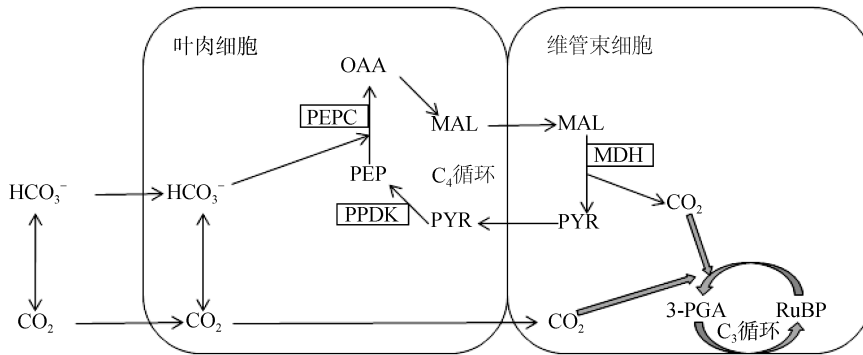 叶肉细胞
维管束细胞
OAA
PEPC
MAL
MAL
MDH
HCO₃⁻
HCO₃⁻
PEP
C₄循环
CO₂
PPDK
PYR
PYR
CO₂
CO₂
CO₂
3-PGA
RuBP
C₃循环